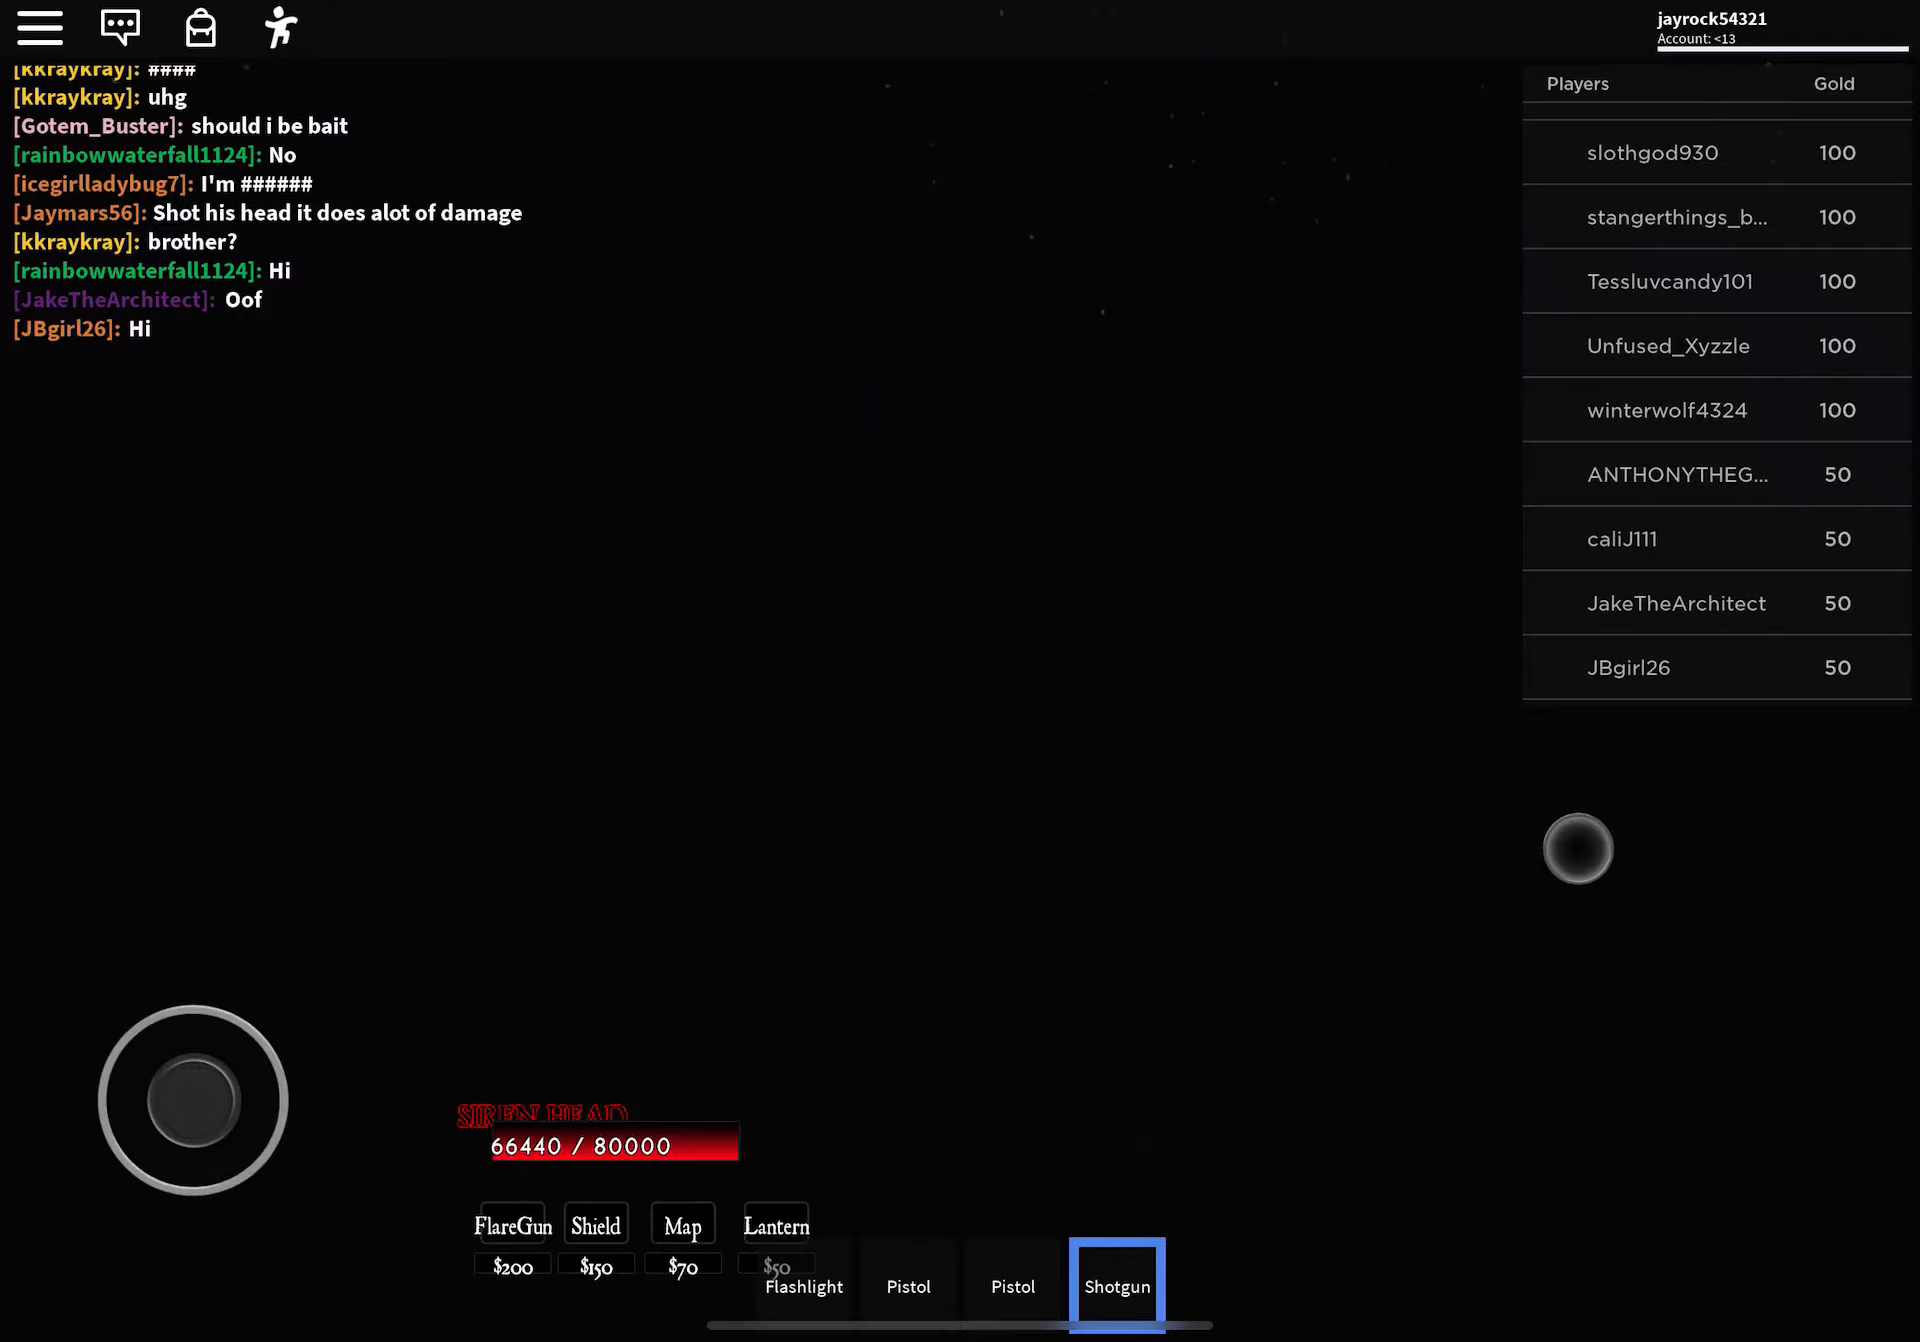 jayrock54321
Account: <13
[kkraykray]: ####
[kkraykray]: uhg
[Gotem_Buster]: should i be bait
[rainbowwaterfall1124]: No
[icegirlladybug7]: I'm ######
[Jaymars56]: Shot his head it does alot of damage
[kkraykray]: brother?
[rainbowwaterfall1124]: Hi
[JakeTheArchitect]: Oof
[JBgirl26]: Hi
Players Gold
slothgod930 100
stangerthings_b... 100
Tessluvcandy101 100
Unfused_Xyzzle 100
winterwolf4324 100
ANTHONYTHEG... 50
caliJ111 50
JakeTheArchitect 50
JBgirl26 50
SIREN HEAD
66440 / 80000
FlareGun Shield Map Lantern
$200 $150 $70 $50
Flashlight Pistol Pistol Shotgun